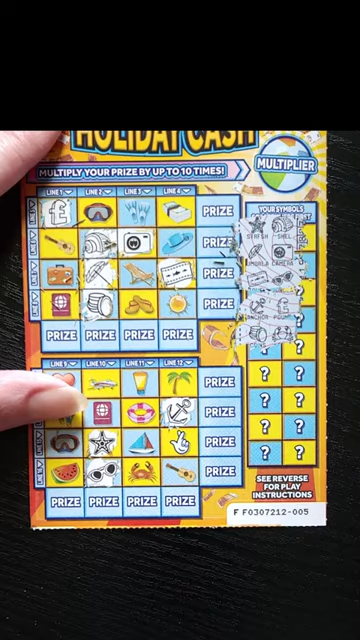 HOLIDAY CASH
MULTIPLY YOUR PRIZE BY UP TO 10 TIMES!
MULTIPLIER
LINE 1 LINE 2 LINE 3 LINE 4
YOUR SYMBOLS
£
PRIZE
PRIZE
PRIZE
PRIZE
PRIZE PRIZE PRIZE PRIZE
LINE 9 LINE 10 LINE 11 LINE 12
PRIZE
PRIZE
PRIZE
PRIZE
PRIZE PRIZE PRIZE PRIZE
? ?
? ?
? ?
? ?
SEE REVERSE
FOR PLAY
INSTRUCTIONS
F F0307212-005